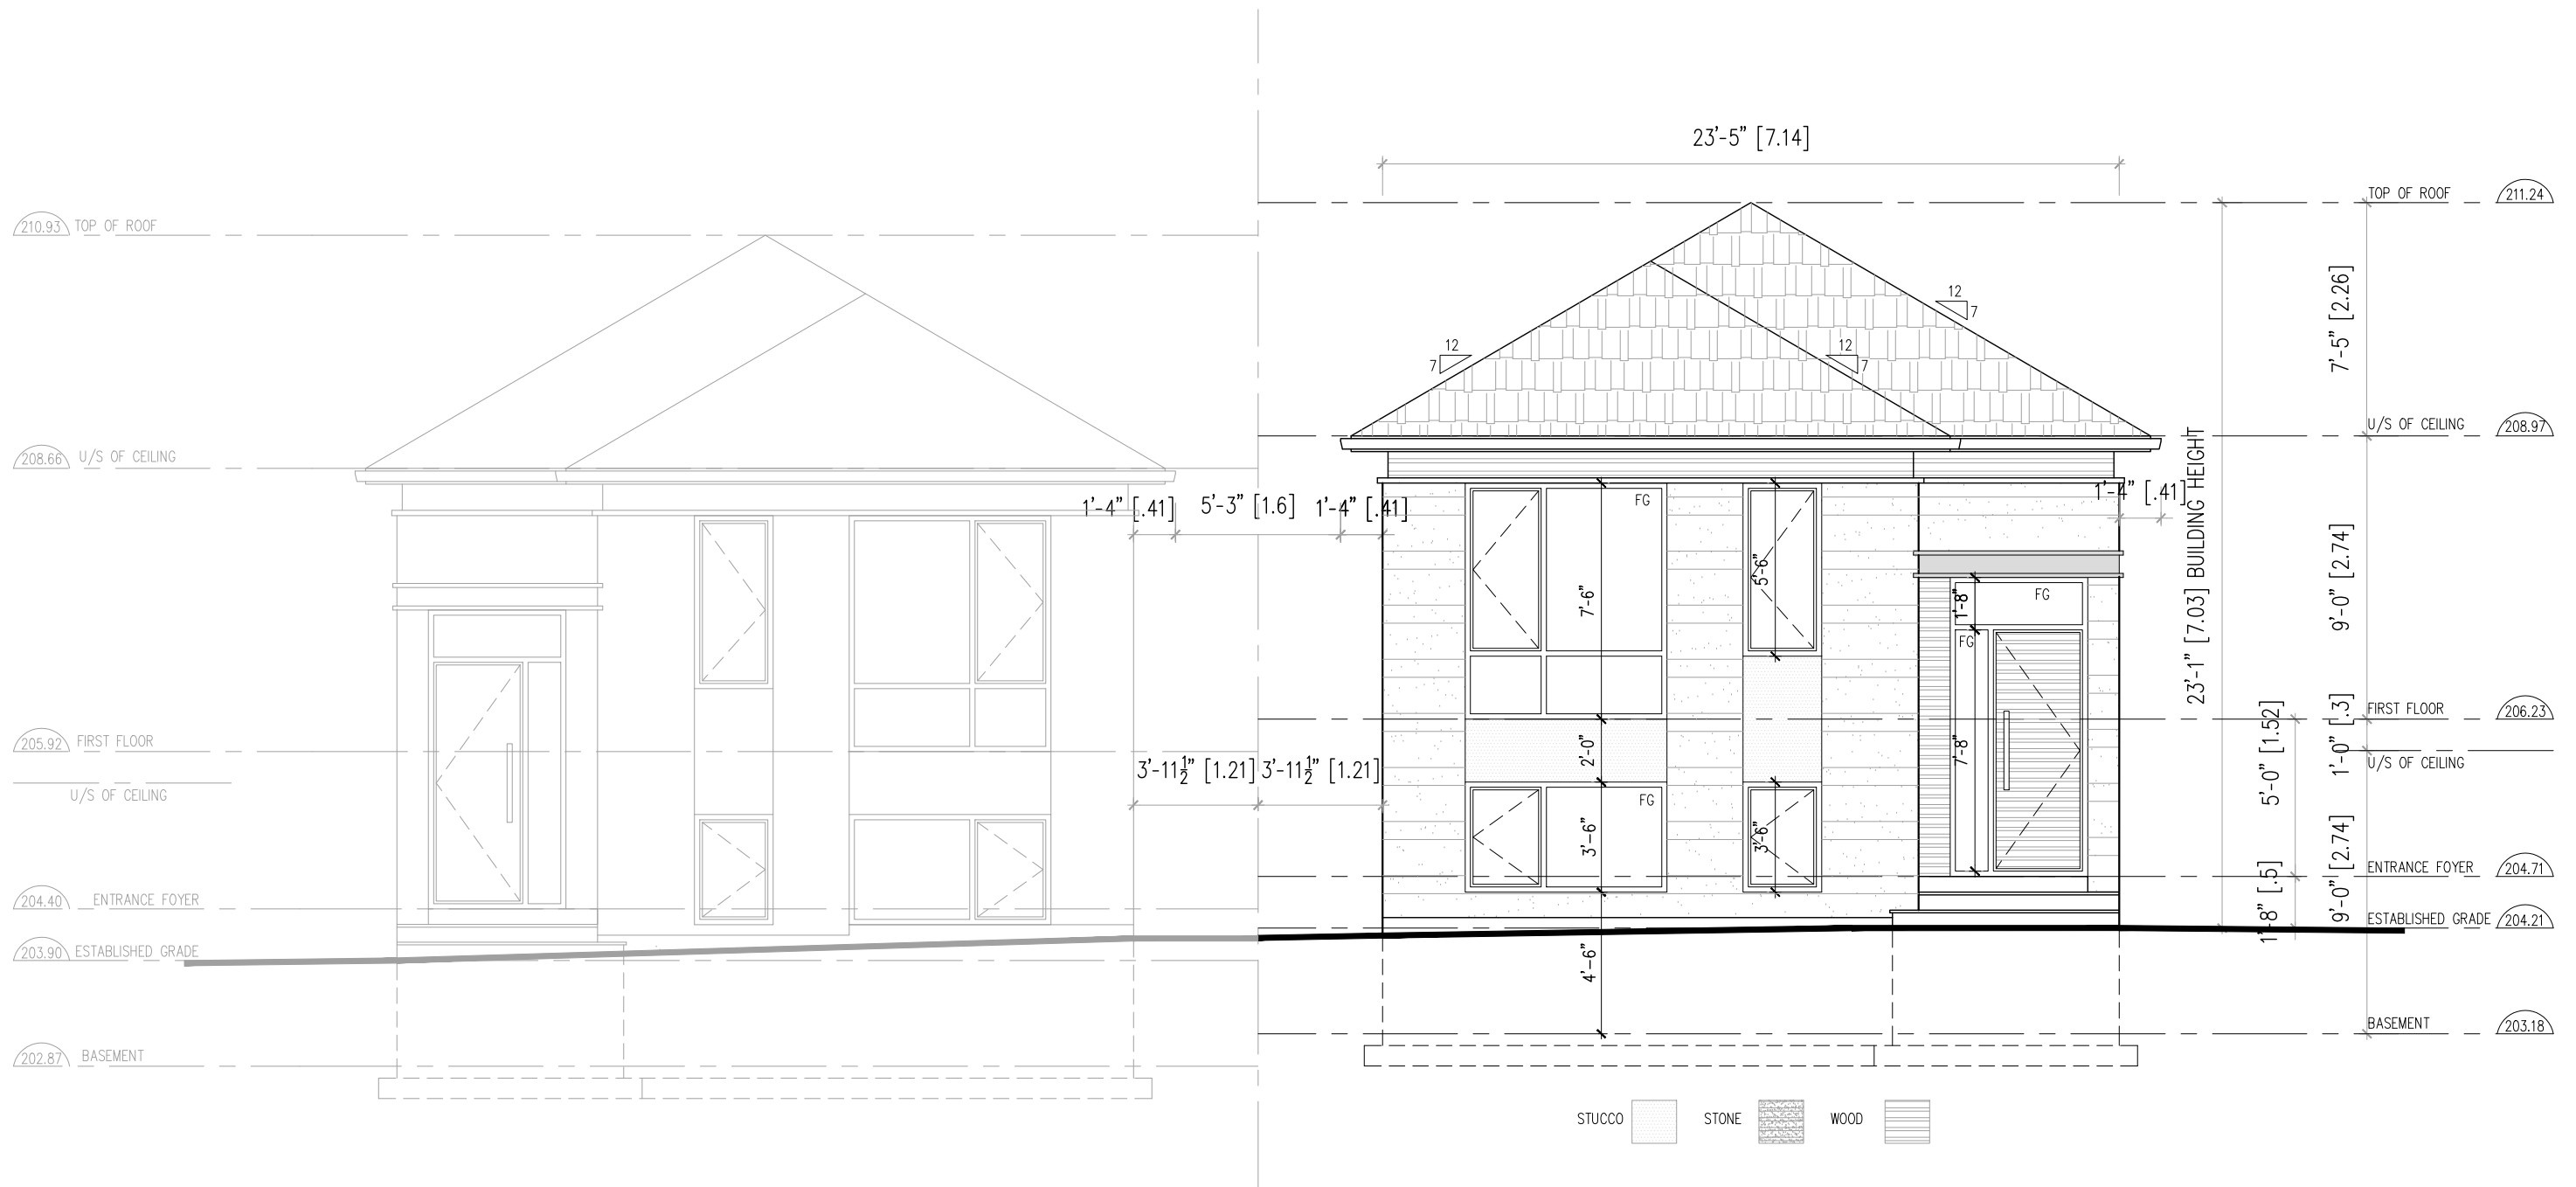 23'-5" [7.14]
TOP OF ROOF 211.24
210.93 TOP OF ROOF
12
7
7'-5" [2.26]
12
7
12
7
U/S OF CEILING 208.97
208.66 U/S OF CEILING
1'-4" [.41] 5'-3" [1.6] 1'-4" [.41]
1'-4" [.41]
FG
23'-1" [7.03] BUILDING HEIGHT
9'-0" [2.74]
5'-6"
7'-6"
1'-8"
FG
FG
205.92 FIRST FLOOR
FIRST FLOOR 206.23
1'-0" [.3]
5'-0" [1.52]
2'-0"
7'-8"
U/S OF CEILING
3'-11½" [1.21] 3'-11½" [1.21]
U/S OF CEILING
FG
3'-6"
3'-6"
9'-0" [2.74]
ENTRANCE FOYER 204.71
204.40 ENTRANCE FOYER
1'-8" [.5]
ESTABLISHED GRADE 204.21
203.90 ESTABLISHED GRADE
4'-6"
BASEMENT 203.18
202.87 BASEMENT
STUCCO STONE WOOD